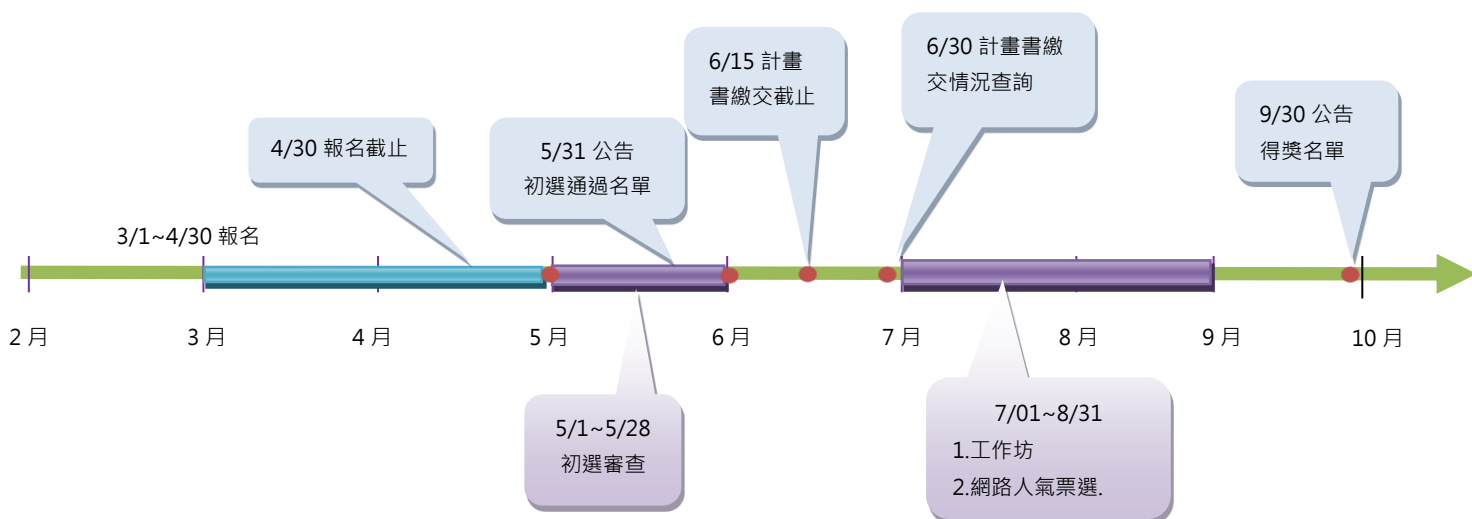 6/15 計畫
書繳交截止
6/30 計畫書繳
交情況查詢
9/30 公告
得獎名單
4/30 報名截止
5/31 公告
初選通過名單
3/1~4/30 報名
2 月
3 月
4 月
5 月
6 月
7 月
8 月
9 月
10 月
5/1~5/28
初選審查
7/01~8/31
1.工作坊
2.網路人氣票選.